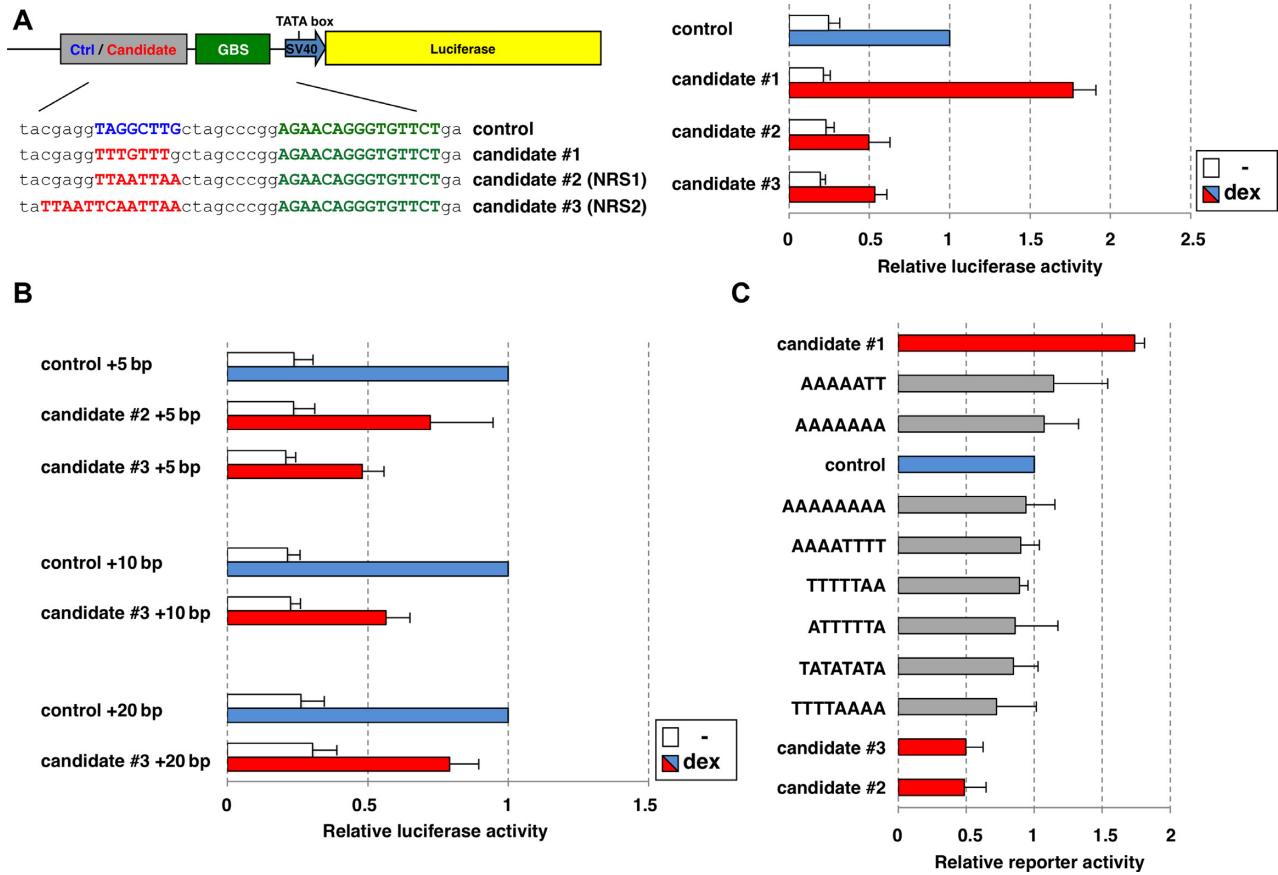 A
TATA box
Ctrl / Candidate
GBS
SV40
Luciferase
tacgaggTAGGCTTGctagcccggAGAACAGGGTGTTCTga control
tacgaggTTTGTTTgctagcccggAGAACAGGGTGTTCTga candidate #1
tacgaggTTAATTAActagcccggAGAACAGGGTGTTCTga candidate #2 (NRS1)
taTTAATTCAATTAActagcccggAGAACAGGGTGTTCTga candidate #3 (NRS2)
control
candidate #1
candidate #2
candidate #3
-
dex
0 0.5 1 1.5 2 2.5
Relative luciferase activity
B
control +5 bp
candidate #2 +5 bp
candidate #3 +5 bp
control +10 bp
candidate #3 +10 bp
control +20 bp
candidate #3 +20 bp
-
dex
0 0.5 1 1.5
Relative luciferase activity
C
candidate #1
AAAAATT
AAAAAAA
control
AAAAAAAA
AAAATTTT
TTTTTAA
ATTTTTA
TATATATA
TTTTAAAA
candidate #3
candidate #2
0 0.5 1 1.5 2
Relative reporter activity